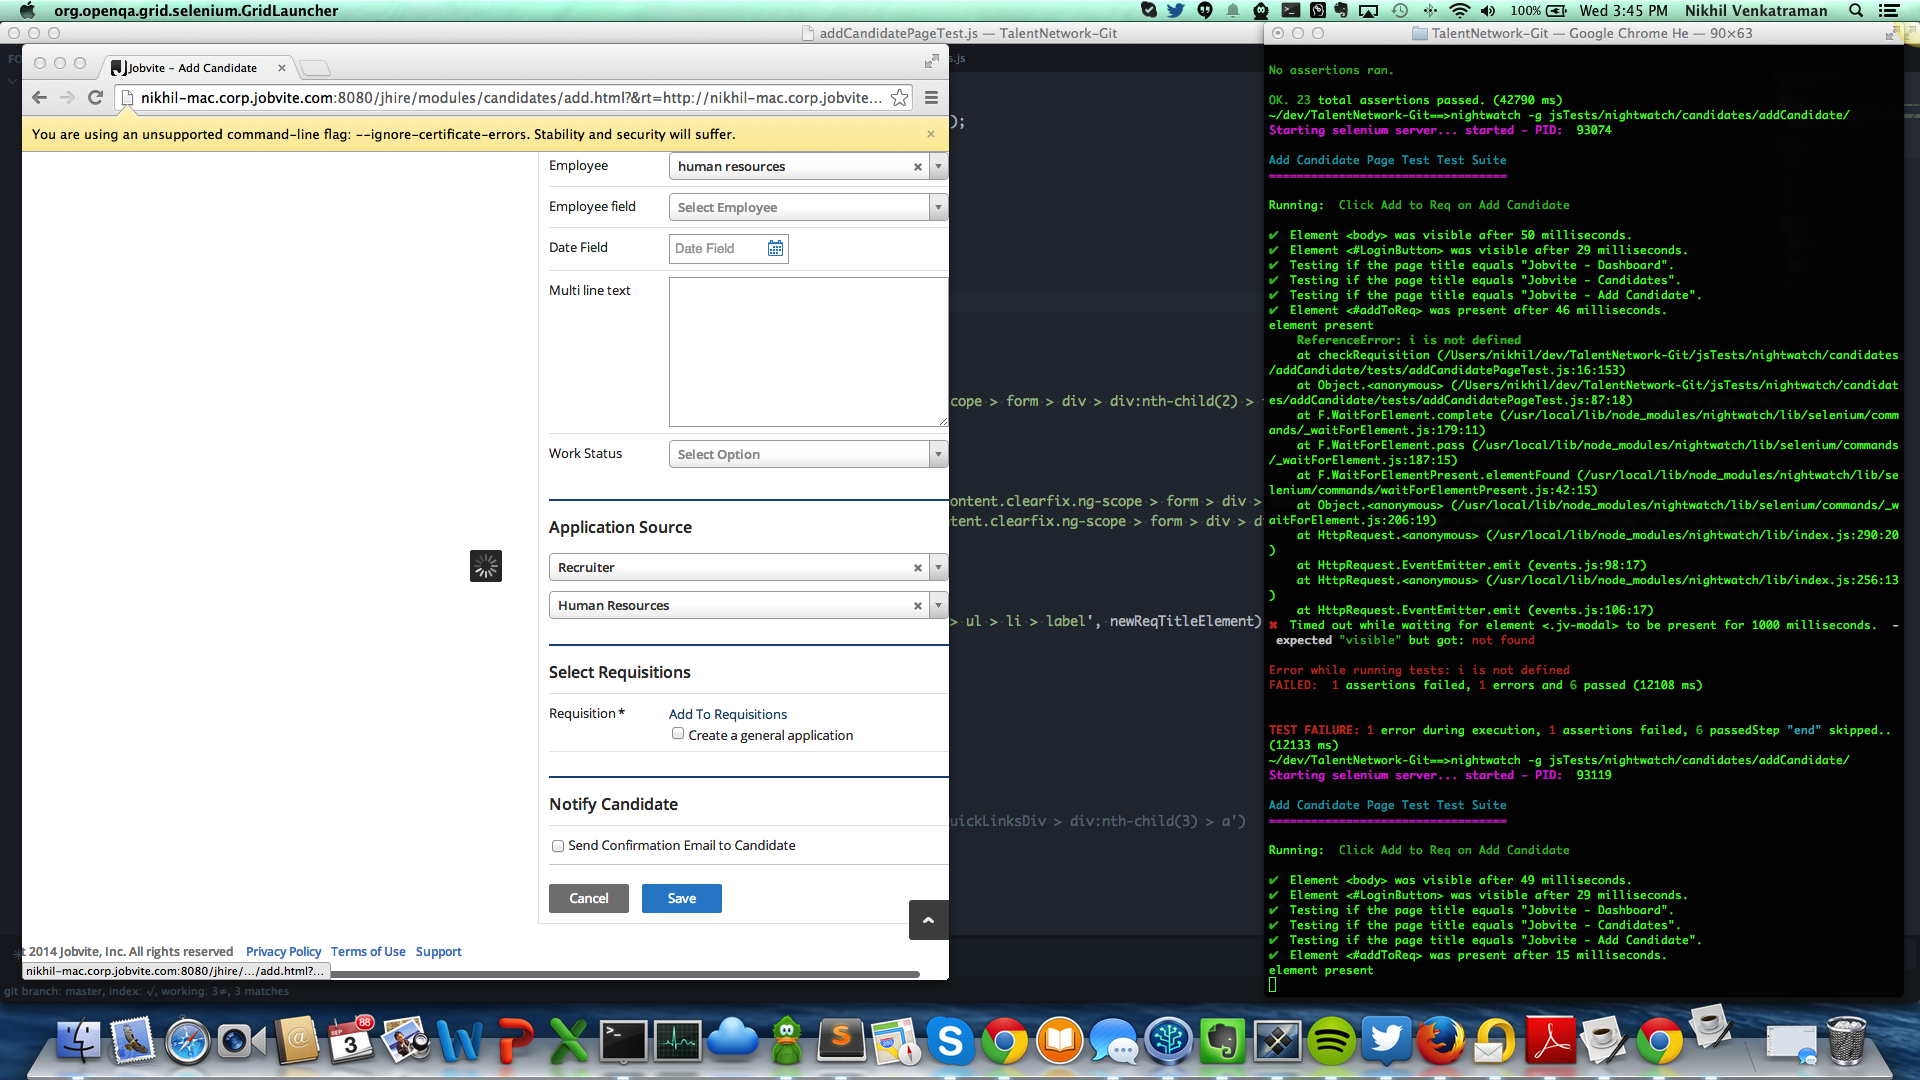 org.openqa.grid.selenium.GridLauncher
100%
Wed 3:45 PM
Nikhil Venkatraman
addCandidatePageTest.js — TalentNetwork-Git
Jobvite – Add Candidate
nikhil-mac.corp.jobvite.com:8080/jhire/modules/candidates/add.html?&rt=http://nikhil-mac.corp.jobvite...
You are using an unsupported command-line flag: --ignore-certificate-errors. Stability and security will suffer.
Employee
human resources
Employee field
Select Employee
Date Field
Date Field
Multi line text
Work Status
Select Option
Application Source
Recruiter
Human Resources
Select Requisitions
Requisition *
Add To Requisitions
Create a general application
Notify Candidate
Send Confirmation Email to Candidate
Cancel
Save
t 2014 Jobvite, Inc. All rights reserved
Privacy Policy
Terms of Use
Support
nikhil-mac.corp.jobvite.com:8080/jhire/.../add.html?...
git branch: master, index: √, working: 3≠, 3 matches
s.js
);
cope > form > div > div:nth-child(2) >
ontent.clearfix.ng-scope > form > div >
tent.clearfix.ng-scope > form > div > d
> ul > li > label', newReqTitleElement)
uickLinksDiv > div:nth-child(3) > a')
TalentNetwork-Git — Google Chrome He — 90×63
No assertions ran.
OK. 23 total assertions passed. (42790 ms)
~/dev/TalentNetwork-Git==>nightwatch -g jsTests/nightwatch/candidates/addCandidate/
Starting selenium server... started - PID:  93074
Add Candidate Page Test Test Suite
==================================
Running:  Click Add to Req on Add Candidate
✔  Element <body> was visible after 50 milliseconds.
✔  Element <#LoginButton> was visible after 29 milliseconds.
✔  Testing if the page title equals "Jobvite - Dashboard".
✔  Testing if the page title equals "Jobvite - Candidates".
✔  Testing if the page title equals "Jobvite - Add Candidate".
✔  Element <#addToReq> was present after 46 milliseconds.
element present
ReferenceError: i is not defined
at checkRequisition (/Users/nikhil/dev/TalentNetwork-Git/jsTests/nightwatch/candidates
/addCandidate/tests/addCandidatePageTest.js:16:153)
at Object.<anonymous> (/Users/nikhil/dev/TalentNetwork-Git/jsTests/nightwatch/candidat
es/addCandidate/tests/addCandidatePageTest.js:87:18)
at F.WaitForElement.complete (/usr/local/lib/node_modules/nightwatch/lib/selenium/comm
ands/_waitForElement.js:179:11)
at F.WaitForElement.pass (/usr/local/lib/node_modules/nightwatch/lib/selenium/commands
/_waitForElement.js:187:15)
at F.WaitForElementPresent.elementFound (/usr/local/lib/node_modules/nightwatch/lib/se
lenium/commands/waitForElementPresent.js:42:15)
at Object.<anonymous> (/usr/local/lib/node_modules/nightwatch/lib/selenium/commands/_w
aitForElement.js:206:19)
at HttpRequest.<anonymous> (/usr/local/lib/node_modules/nightwatch/lib/index.js:290:20
)
at HttpRequest.EventEmitter.emit (events.js:98:17)
at HttpRequest.<anonymous> (/usr/local/lib/node_modules/nightwatch/lib/index.js:256:13
)
at HttpRequest.EventEmitter.emit (events.js:106:17)
✖  Timed out while waiting for element <.jv-modal> to be present for 1000 milliseconds.  -
expected "visible" but got: not found
Error while running tests: i is not defined
FAILED:  1 assertions failed, 1 errors and 6 passed (12108 ms)
TEST FAILURE: 1 error during execution, 1 assertions failed, 6 passedStep "end" skipped..
(12133 ms)
~/dev/TalentNetwork-Git==>nightwatch -g jsTests/nightwatch/candidates/addCandidate/
Starting selenium server... started - PID:  93119
Add Candidate Page Test Test Suite
==================================
Running:  Click Add to Req on Add Candidate
✔  Element <body> was visible after 49 milliseconds.
✔  Element <#LoginButton> was visible after 29 milliseconds.
✔  Testing if the page title equals "Jobvite - Dashboard".
✔  Testing if the page title equals "Jobvite - Candidates".
✔  Testing if the page title equals "Jobvite - Add Candidate".
✔  Element <#addToReq> was present after 15 milliseconds.
element present
SEP
3
88